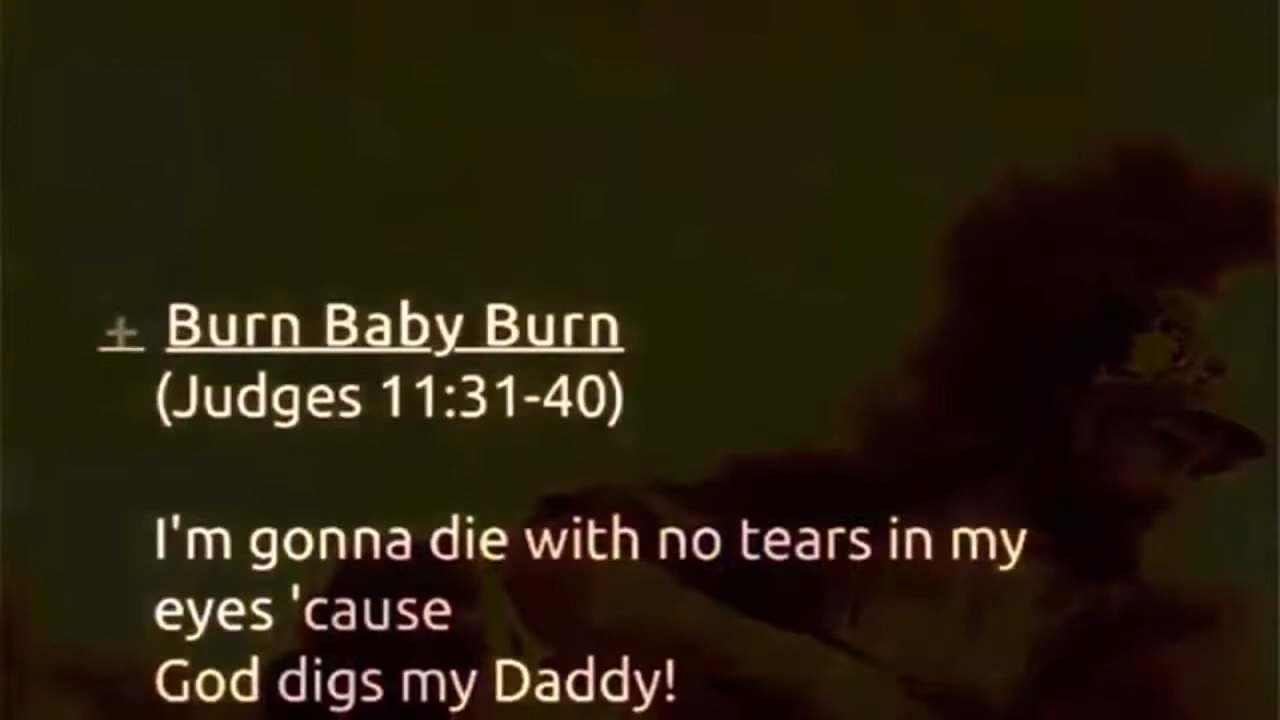 + Burn Baby Burn
(Judges 11:31-40)
I'm gonna die with no tears in my
eyes 'cause
God digs my Daddy!